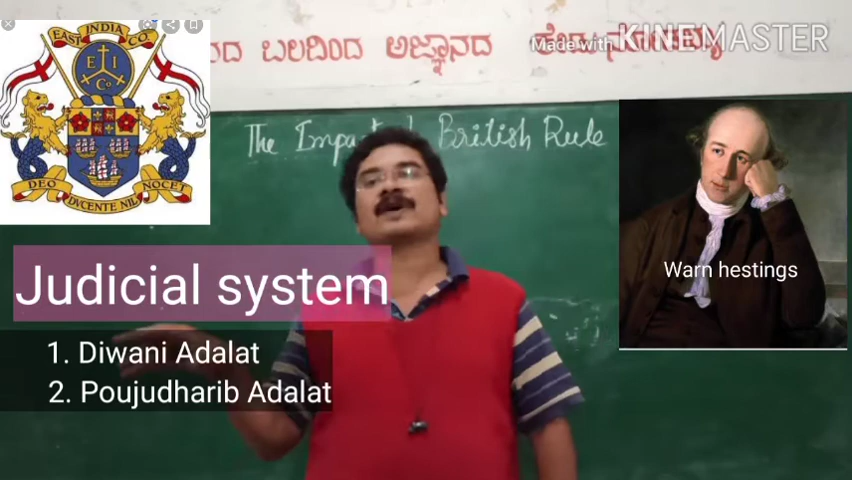 ಬಲದಿಂದ ಅಜ್ಞಾನದ
Made with KINEMASTER
EAST INDIA CO.
E I
Co
DEO DVCENTE NIL NOCET
The Impact British Rule
Warn hestings
Judicial system
1. Diwani Adalat
2. Poujudharib Adalat